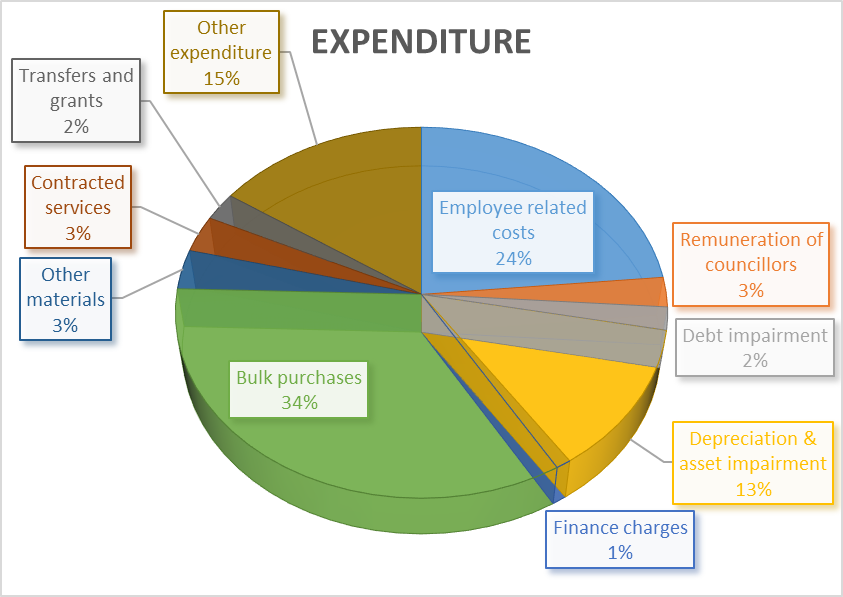 EXPENDITURE
Other
expenditure
15%
Transfers and
grants
2%
Contracted
services
3%
Other
materials
3%
Bulk purchases
34%
Employee related
costs
24%
Remuneration of
councillors
3%
Debt impairment
2%
Depreciation &
asset impairment
13%
Finance charges
1%